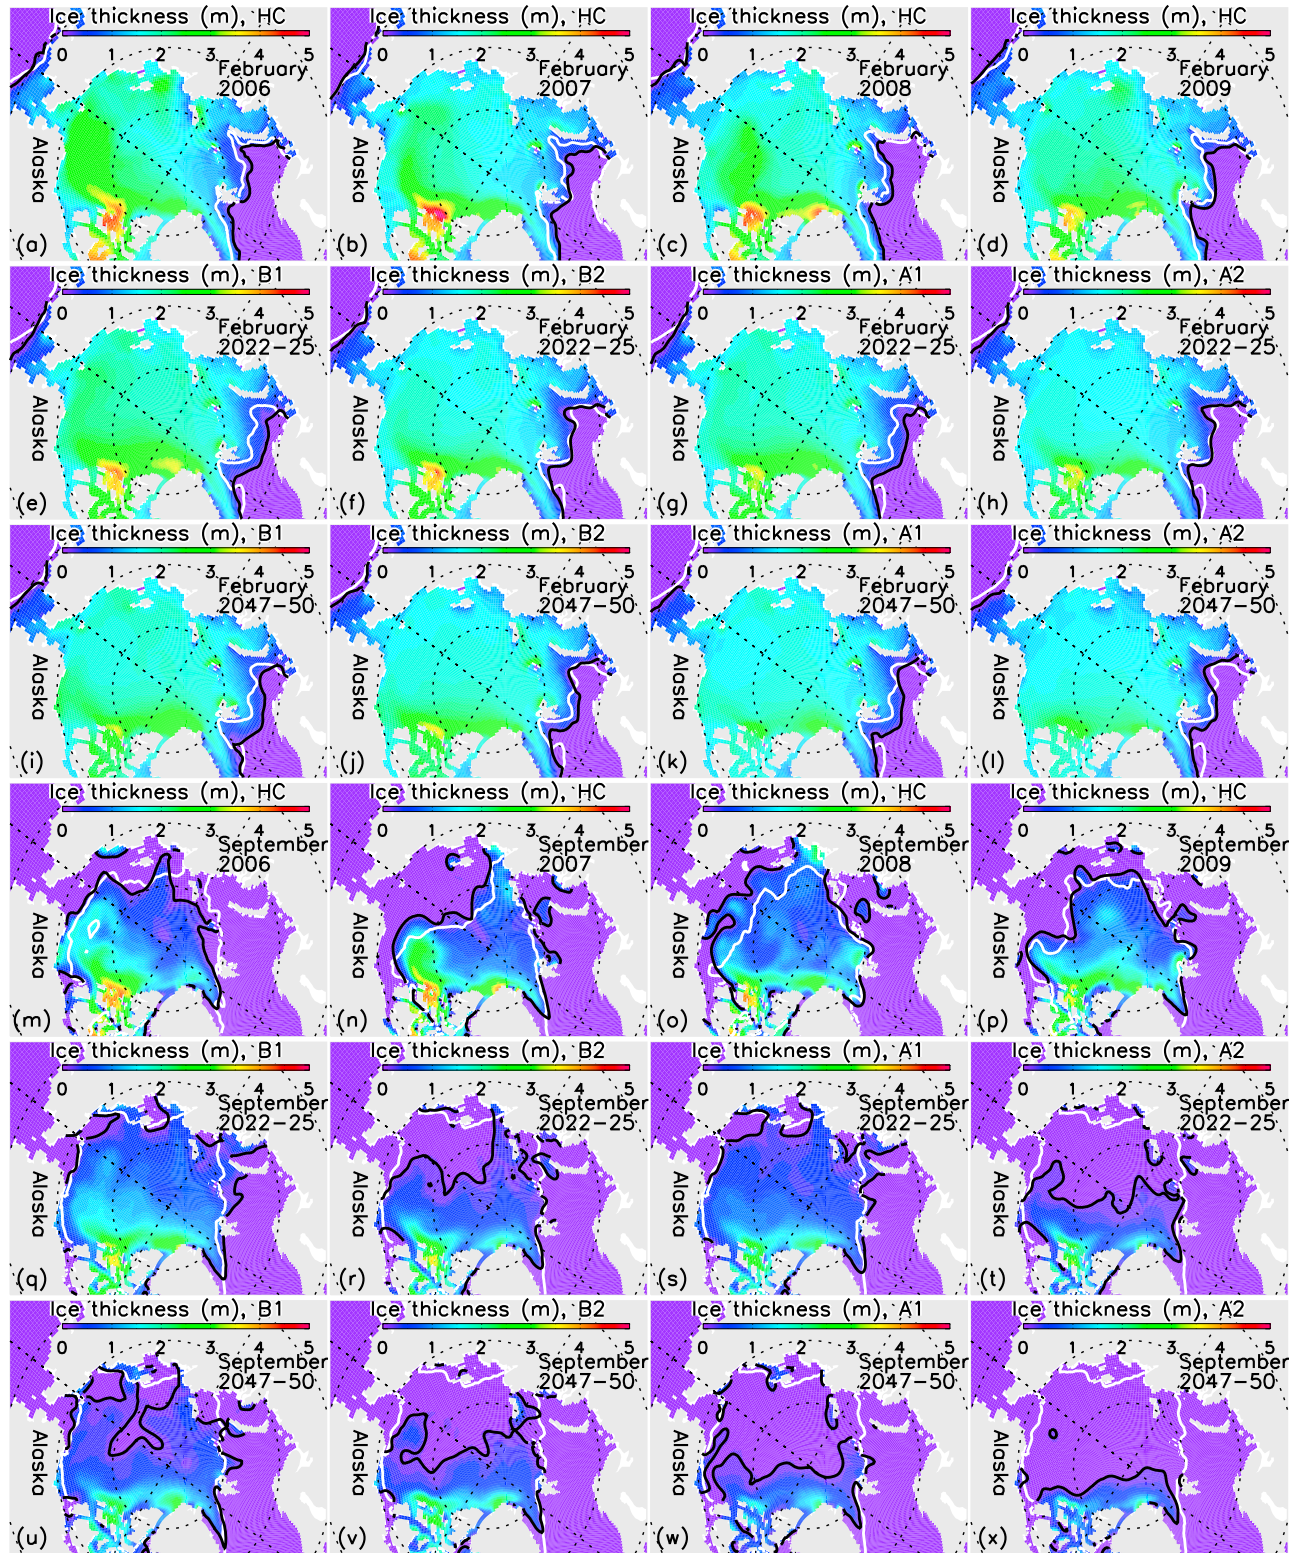 Ice thickness (m), HC
0 1 2 3 4 5
February
2006
Alaska
(a)
Ice thickness (m), HC
0 1 2 3 4 5
February
2007
Alaska
(b)
Ice thickness (m), HC
0 1 2 3 4 5
February
2008
Alaska
(c)
Ice thickness (m), HC
0 1 2 3 4 5
February
2009
Alaska
(d)
Ice thickness (m), B1
0 1 2 3 4 5
February
2022-25
Alaska
(e)
Ice thickness (m), B2
0 1 2 3 4 5
February
2022-25
Alaska
(f)
Ice thickness (m), A1
0 1 2 3 4 5
February
2022-25
Alaska
(g)
Ice thickness (m), A2
0 1 2 3 4 5
February
2022-25
Alaska
(h)
Ice thickness (m), B1
0 1 2 3 4 5
February
2047-50
Alaska
(i)
Ice thickness (m), B2
0 1 2 3 4 5
February
2047-50
Alaska
(j)
Ice thickness (m), A1
0 1 2 3 4 5
February
2047-50
Alaska
(k)
Ice thickness (m), A2
0 1 2 3 4 5
February
2047-50
Alaska
(l)
Ice thickness (m), HC
0 1 2 3 4 5
September
2006
Alaska
(m)
Ice thickness (m), HC
0 1 2 3 4 5
September
2007
Alaska
(n)
Ice thickness (m), HC
0 1 2 3 4 5
September
2008
Alaska
(o)
Ice thickness (m), HC
0 1 2 3 4 5
September
2009
Alaska
(p)
Ice thickness (m), B1
0 1 2 3 4 5
September
2022-25
Alaska
(q)
Ice thickness (m), B2
0 1 2 3 4 5
September
2022-25
Alaska
(r)
Ice thickness (m), A1
0 1 2 3 4 5
September
2022-25
Alaska
(s)
Ice thickness (m), A2
0 1 2 3 4 5
September
2022-25
Alaska
(t)
Ice thickness (m), B1
0 1 2 3 4 5
September
2047-50
Alaska
(u)
Ice thickness (m), B2
0 1 2 3 4 5
September
2047-50
Alaska
(v)
Ice thickness (m), A1
0 1 2 3 4 5
September
2047-50
Alaska
(w)
Ice thickness (m), A2
0 1 2 3 4 5
September
2047-50
Alaska
(x)